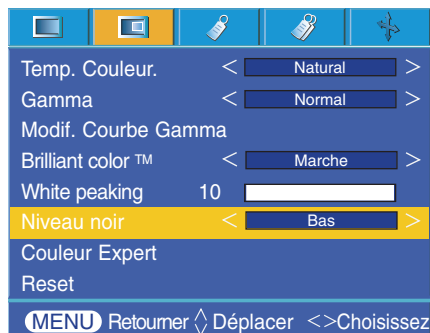 Temp. Couleur. < Natural >
Gamma < Normal >
Modif. Courbe Gamma
Brilliant color ™ < Marche >
White peaking 10
Niveau noir < Bas >
Couleur Expert
Reset
MENU Retourner Déplacer <>Choisissez